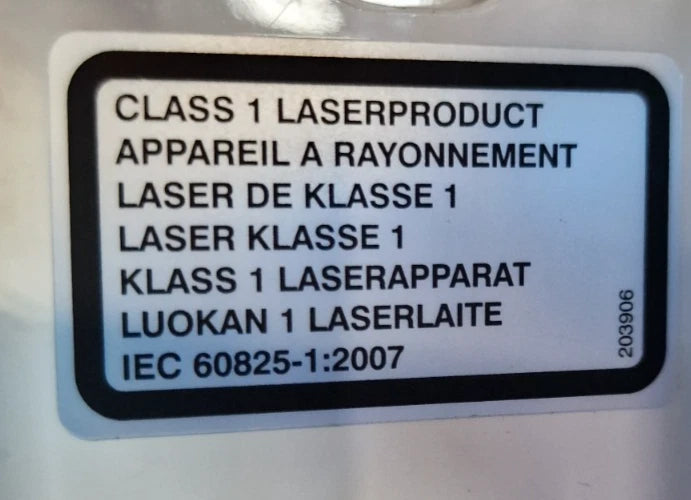 CLASS 1 LASERPRODUCT
APPAREIL A RAYONNEMENT
LASER DE KLASSE 1
LASER KLASSE 1
KLASS 1 LASERAPPARAT
LUOKAN 1 LASERLAITE
IEC 60825-1:2007
203906